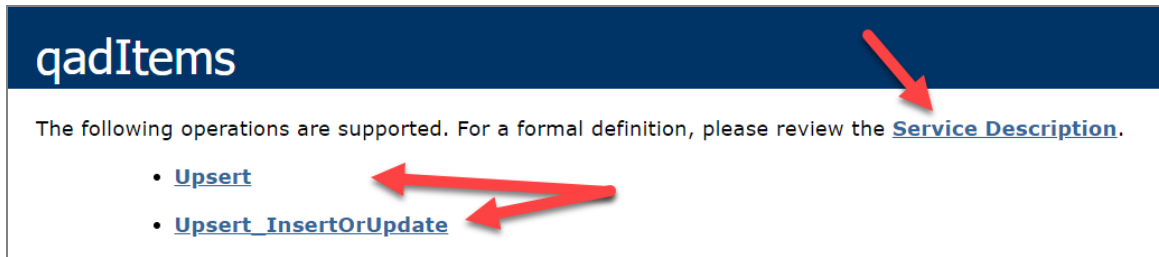 qadItems
The following operations are supported. For a formal definition, please review the Service Description.
Upsert
Upsert_InsertOrUpdate